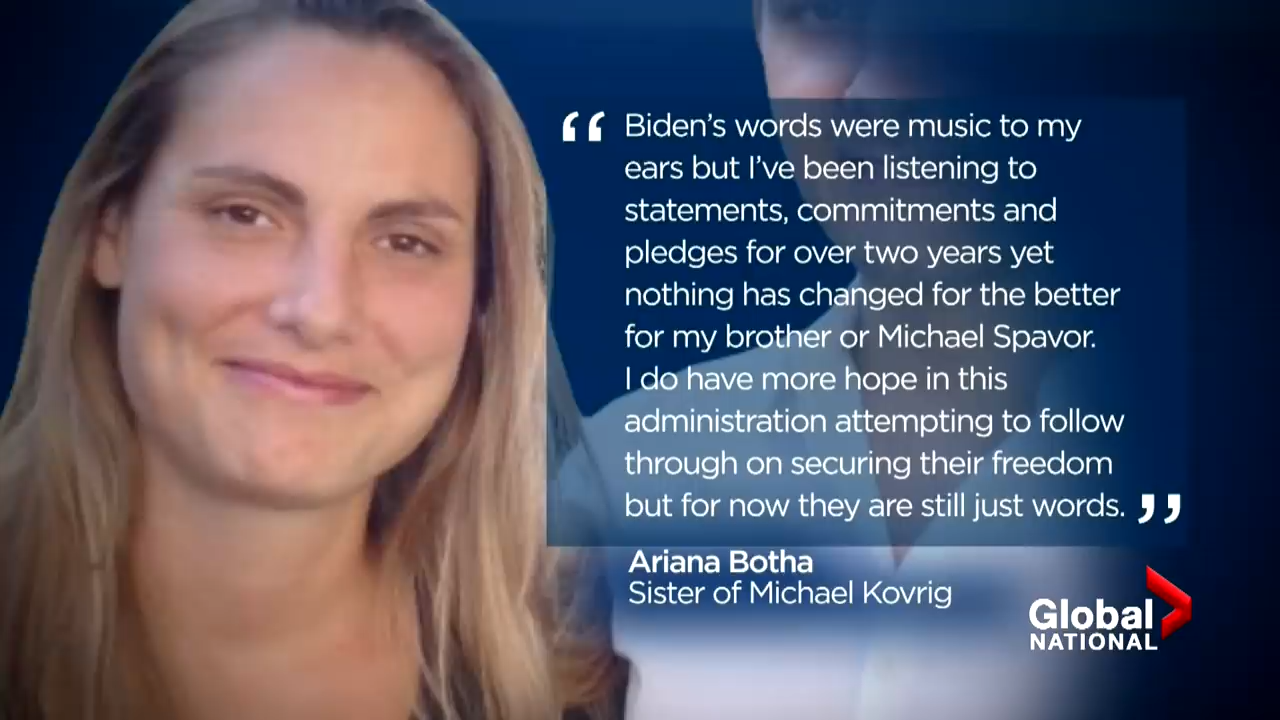 “ Biden’s words were music to my
ears but I’ve been listening to
statements, commitments and
pledges for over two years yet
nothing has changed for the better
for my brother or Michael Spavor.
I do have more hope in this
administration attempting to follow
through on securing their freedom
but for now they are still just words. ”
Ariana Botha
Sister of Michael Kovrig
Global
NATIONAL